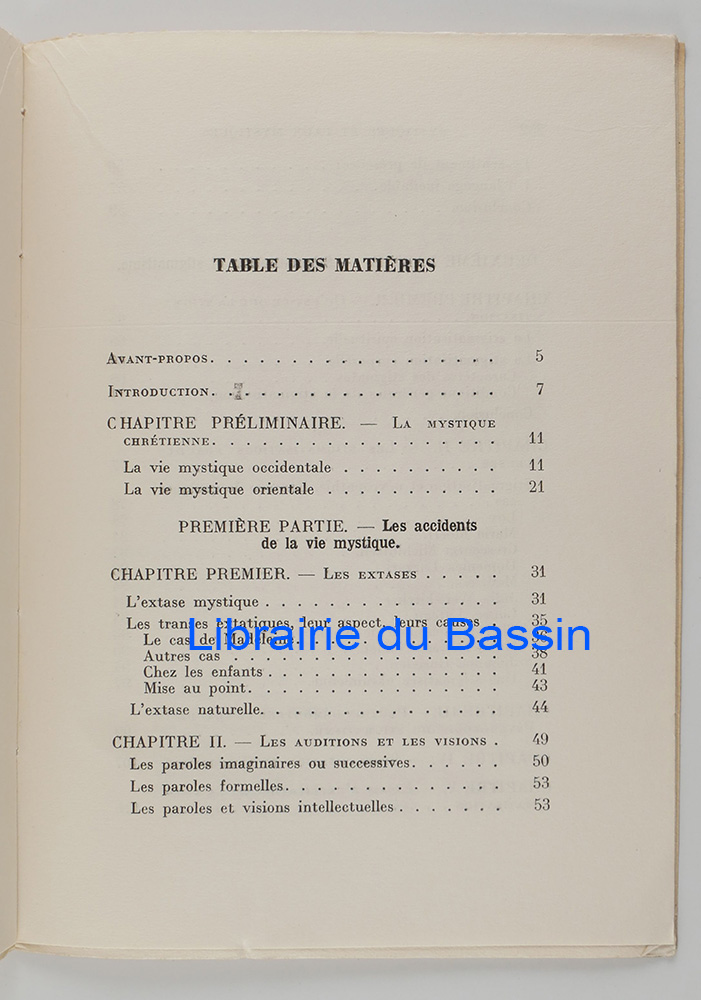 TABLE DES MATIÈRES
AVANT-PROPOS. . . . . . . . . . . . . . . . . . 5
INTRODUCTION. . . . . . . . . . . . . . . . . . 7
CHAPITRE PRÉLIMINAIRE. — LA MYSTIQUE
CHRÉTIENNE. . . . . . . . . . . . . . . . . . 11
La vie mystique occidentale . . . . . . . . . . 11
La vie mystique orientale . . . . . . . . . . . 21
PREMIÈRE PARTIE. — Les accidents
de la vie mystique.
CHAPITRE PREMIER. — LES EXTASES . . . . . 31
L'extase mystique . . . . . . . . . . . . . . . 31
Les transes extatiques, leur aspect, leurs causes . 35
Librairie du Bassin
Le cas de Madeleine. . . . . . . . . . . . .
Autres cas . . . . . . . . . . . . . . . . . 38
Chez les enfants . . . . . . . . . . . . . . . 41
Mise au point. . . . . . . . . . . . . . . . 43
L'extase naturelle. . . . . . . . . . . . . . . 44
CHAPITRE II. — LES AUDITIONS ET LES VISIONS . 49
Les paroles imaginaires ou successives. . . . . . 50
Les paroles formelles. . . . . . . . . . . . . . 53
Les paroles et visions intellectuelles . . . . . . . 53